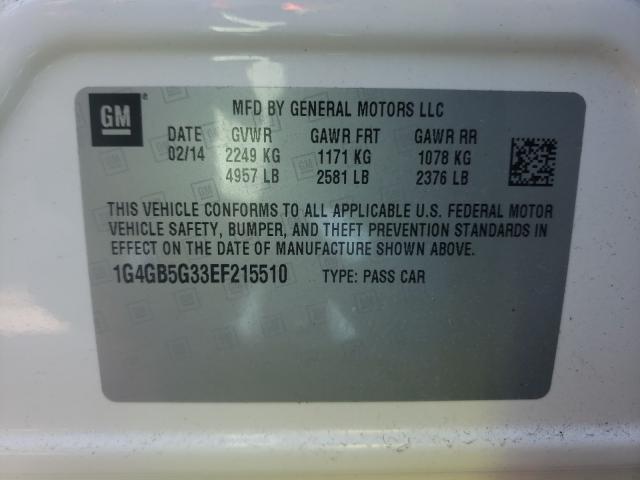 GM ®
MFD BY GENERAL MOTORS LLC
DATE GVWR GAWR FRT GAWR RR
02/14 2249 KG 1171 KG 1078 KG
4957 LB 2581 LB 2376 LB
THIS VEHICLE CONFORMS TO ALL APPLICABLE U.S. FEDERAL MOTOR
VEHICLE SAFETY, BUMPER, AND THEFT PREVENTION STANDARDS IN
EFFECT ON THE DATE OF MANUFACTURE SHOWN ABOVE.
1G4GB5G33EF215510 TYPE: PASS CAR